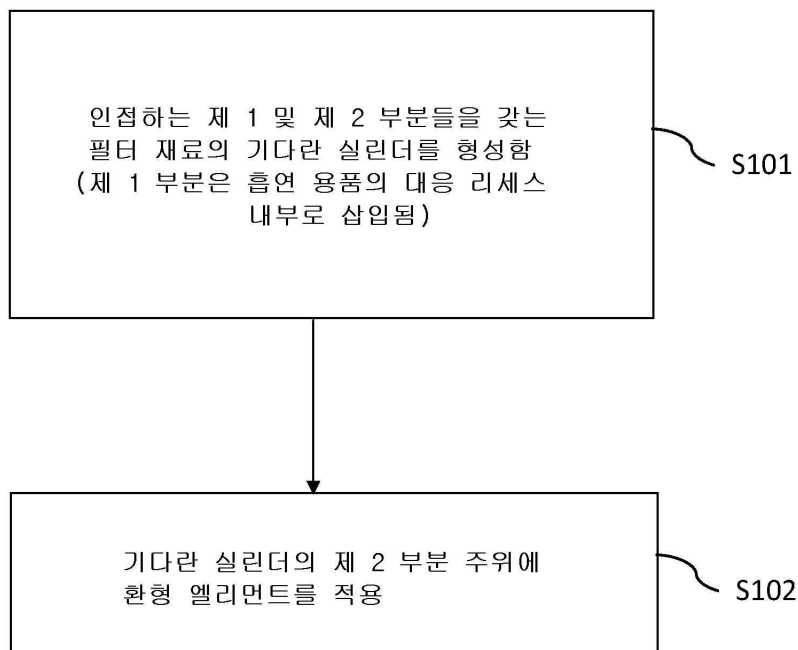 인접하는 제 1 및 제 2 부분들을 갖는
필터 재료의 기다란 실린더를 형성함
(제 1 부분은 흡연 용품의 대응 리세스
내부로 삽입됨)
S101
기다란 실린더의 제 2 부분 주위에
환형 엘리먼트를 적용
S102